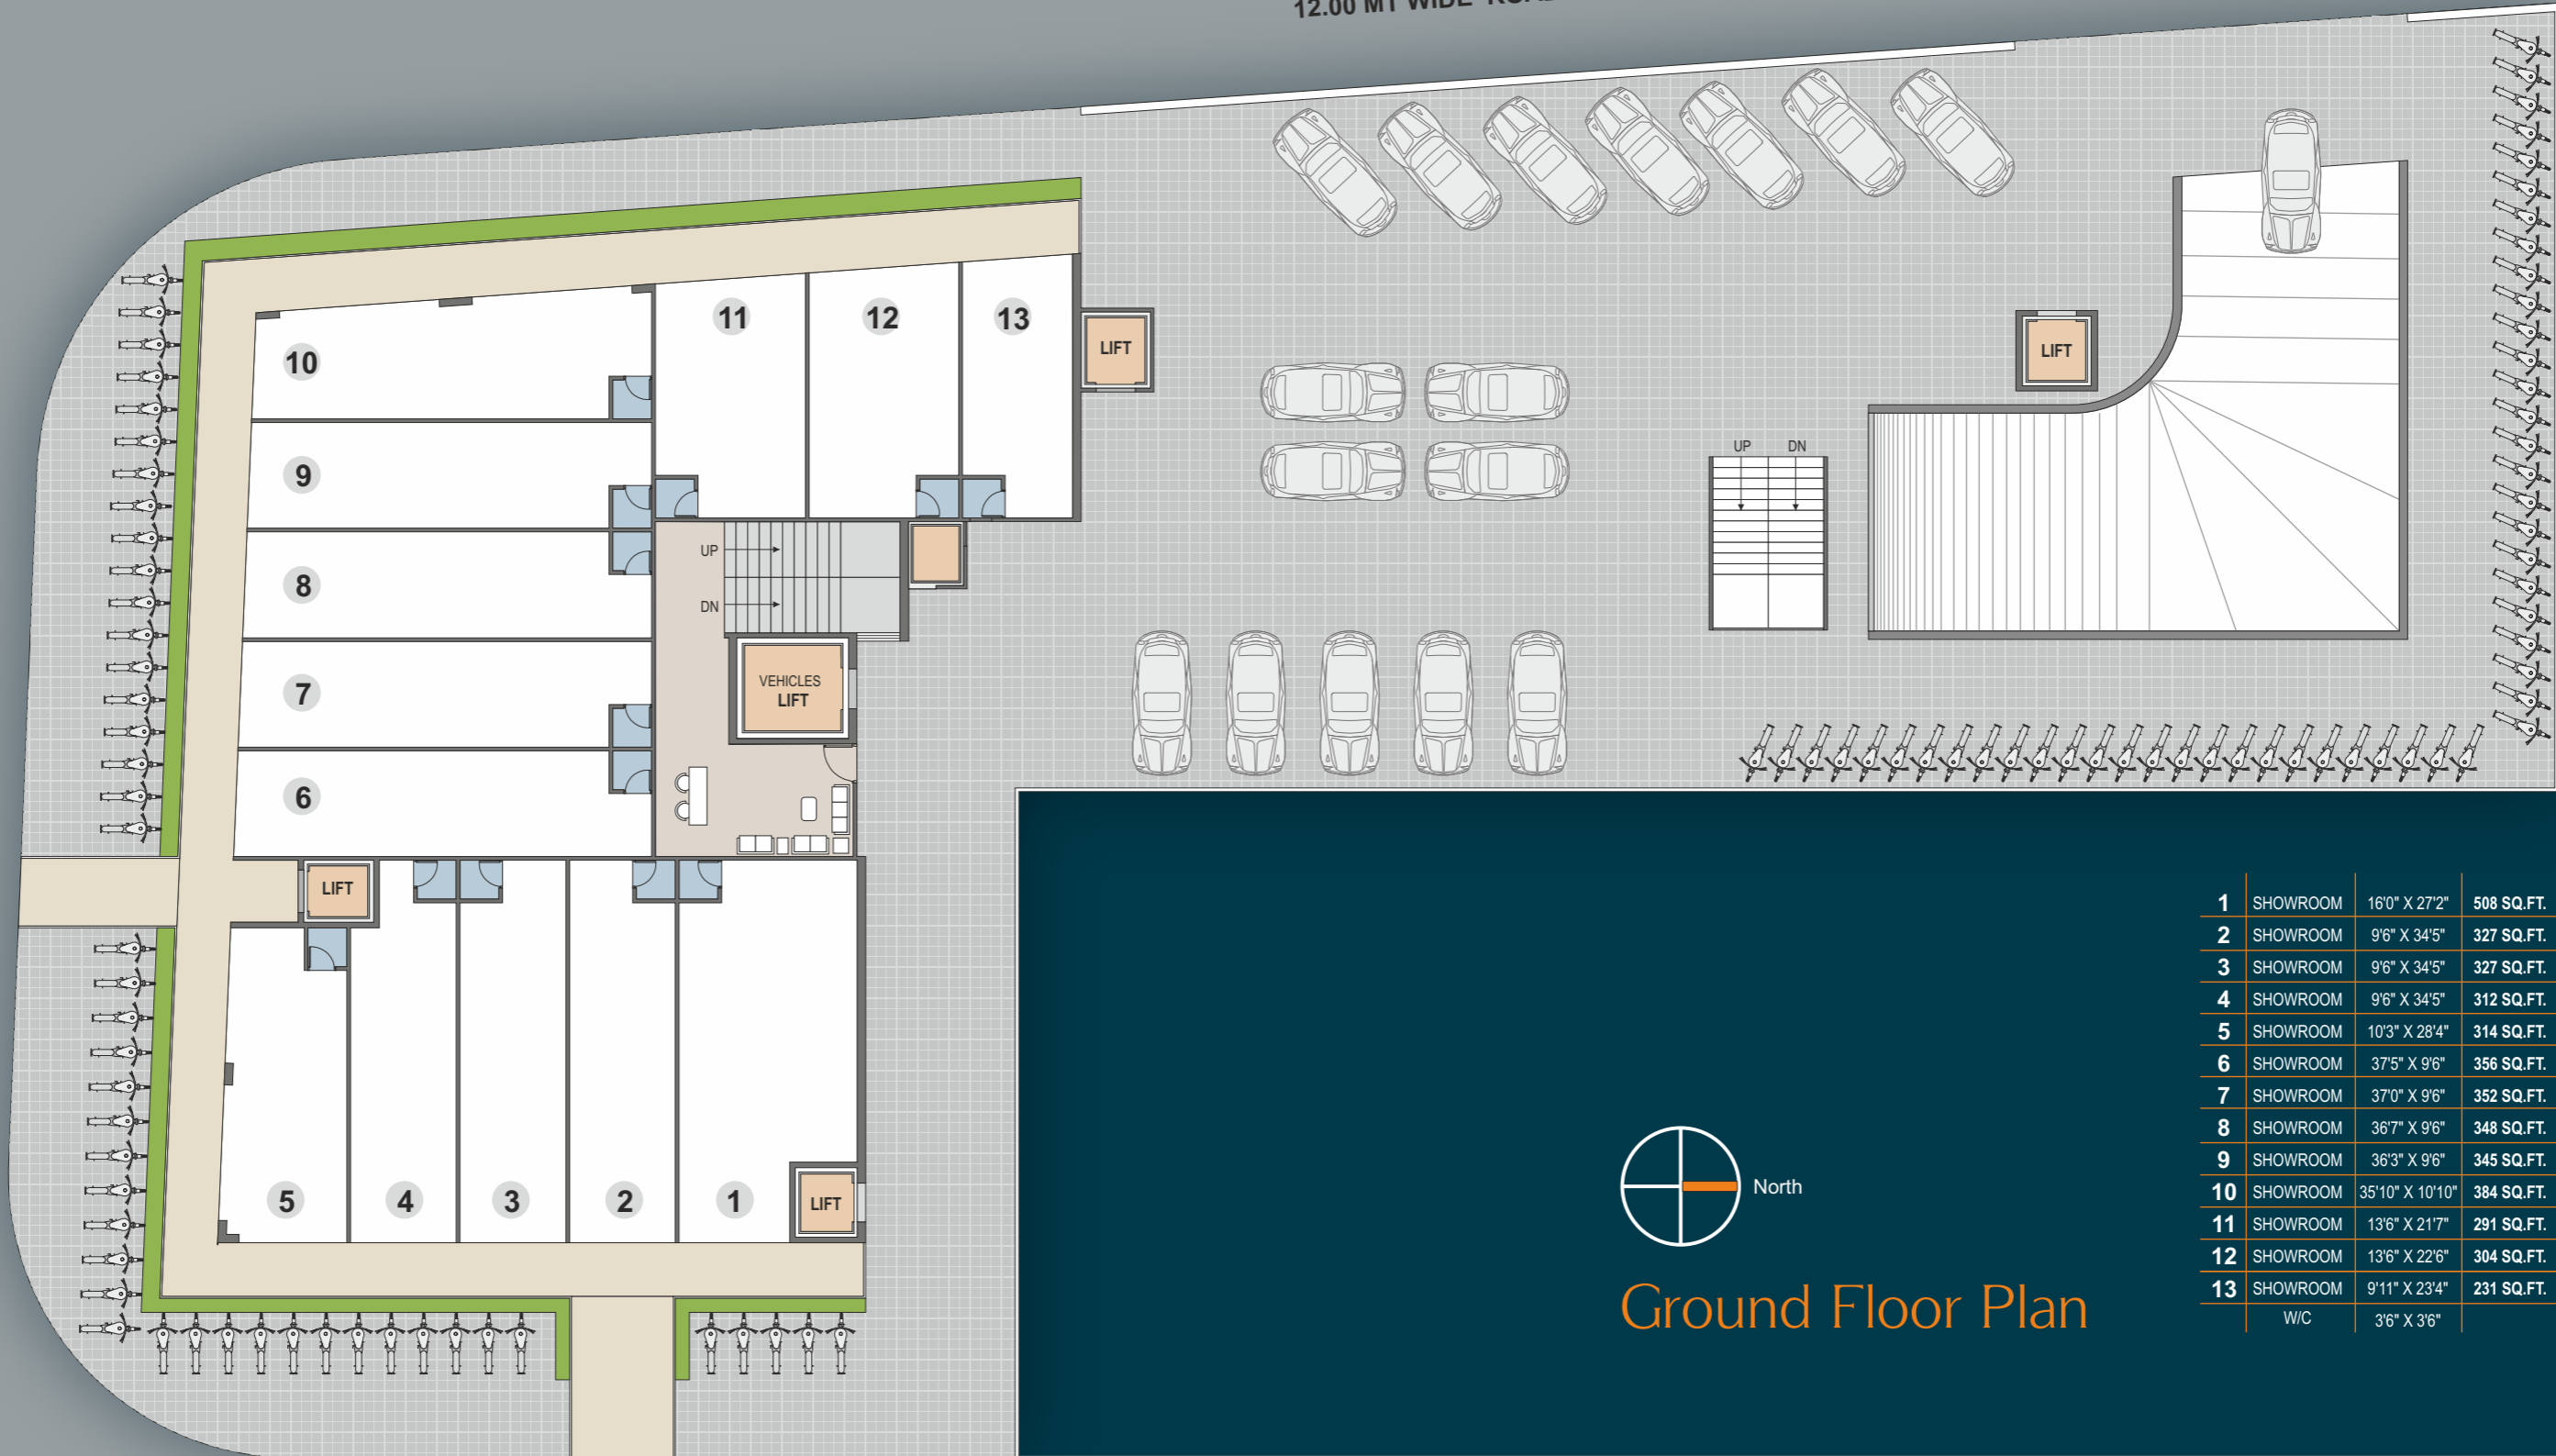 12.00 MT WIDE ROAD
10
11
12
13
LIFT
LIFT
9
8
7
6
UP
DN
UP
DN
VEHICLES
LIFT
LIFT
5
4
3
2
1
LIFT
North
Ground Floor Plan
1 SHOWROOM 16'0" X 27'2" 508 SQ.FT.
2 SHOWROOM 9'6" X 34'5" 327 SQ.FT.
3 SHOWROOM 9'6" X 34'5" 327 SQ.FT.
4 SHOWROOM 9'6" X 34'5" 312 SQ.FT.
5 SHOWROOM 10'3" X 28'4" 314 SQ.FT.
6 SHOWROOM 37'5" X 9'6" 356 SQ.FT.
7 SHOWROOM 37'0" X 9'6" 352 SQ.FT.
8 SHOWROOM 36'7" X 9'6" 348 SQ.FT.
9 SHOWROOM 36'3" X 9'6" 345 SQ.FT.
10 SHOWROOM 35'10" X 10'10" 384 SQ.FT.
11 SHOWROOM 13'6" X 21'7" 291 SQ.FT.
12 SHOWROOM 13'6" X 22'6" 304 SQ.FT.
13 SHOWROOM 9'11" X 23'4" 231 SQ.FT.
W/C 3'6" X 3'6"